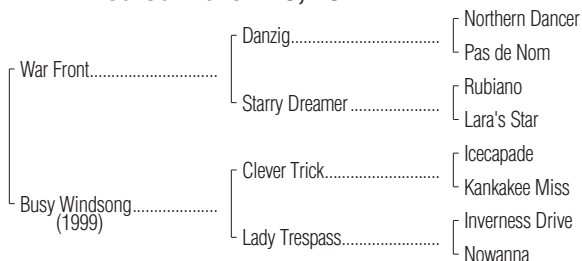 Northern Dancer
Danzig
Pas de Nom
War Front
Rubiano
Starry Dreamer
Lara's Star
Icecapade
Clever Trick
Kankakee Miss
Busy Windsong
(1999)
Inverness Drive
Lady Trespass
Nowanna